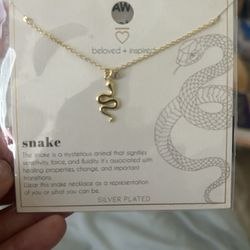 AW
beloved + inspired
snake
The snake is a mysterious animal that signifies
sensitivity, force, and fluidity. It's associated with
healing properties, change, and important
transitions.
Wear this snake necklace as a representation
of you or what you can be.
SILVER PLATED